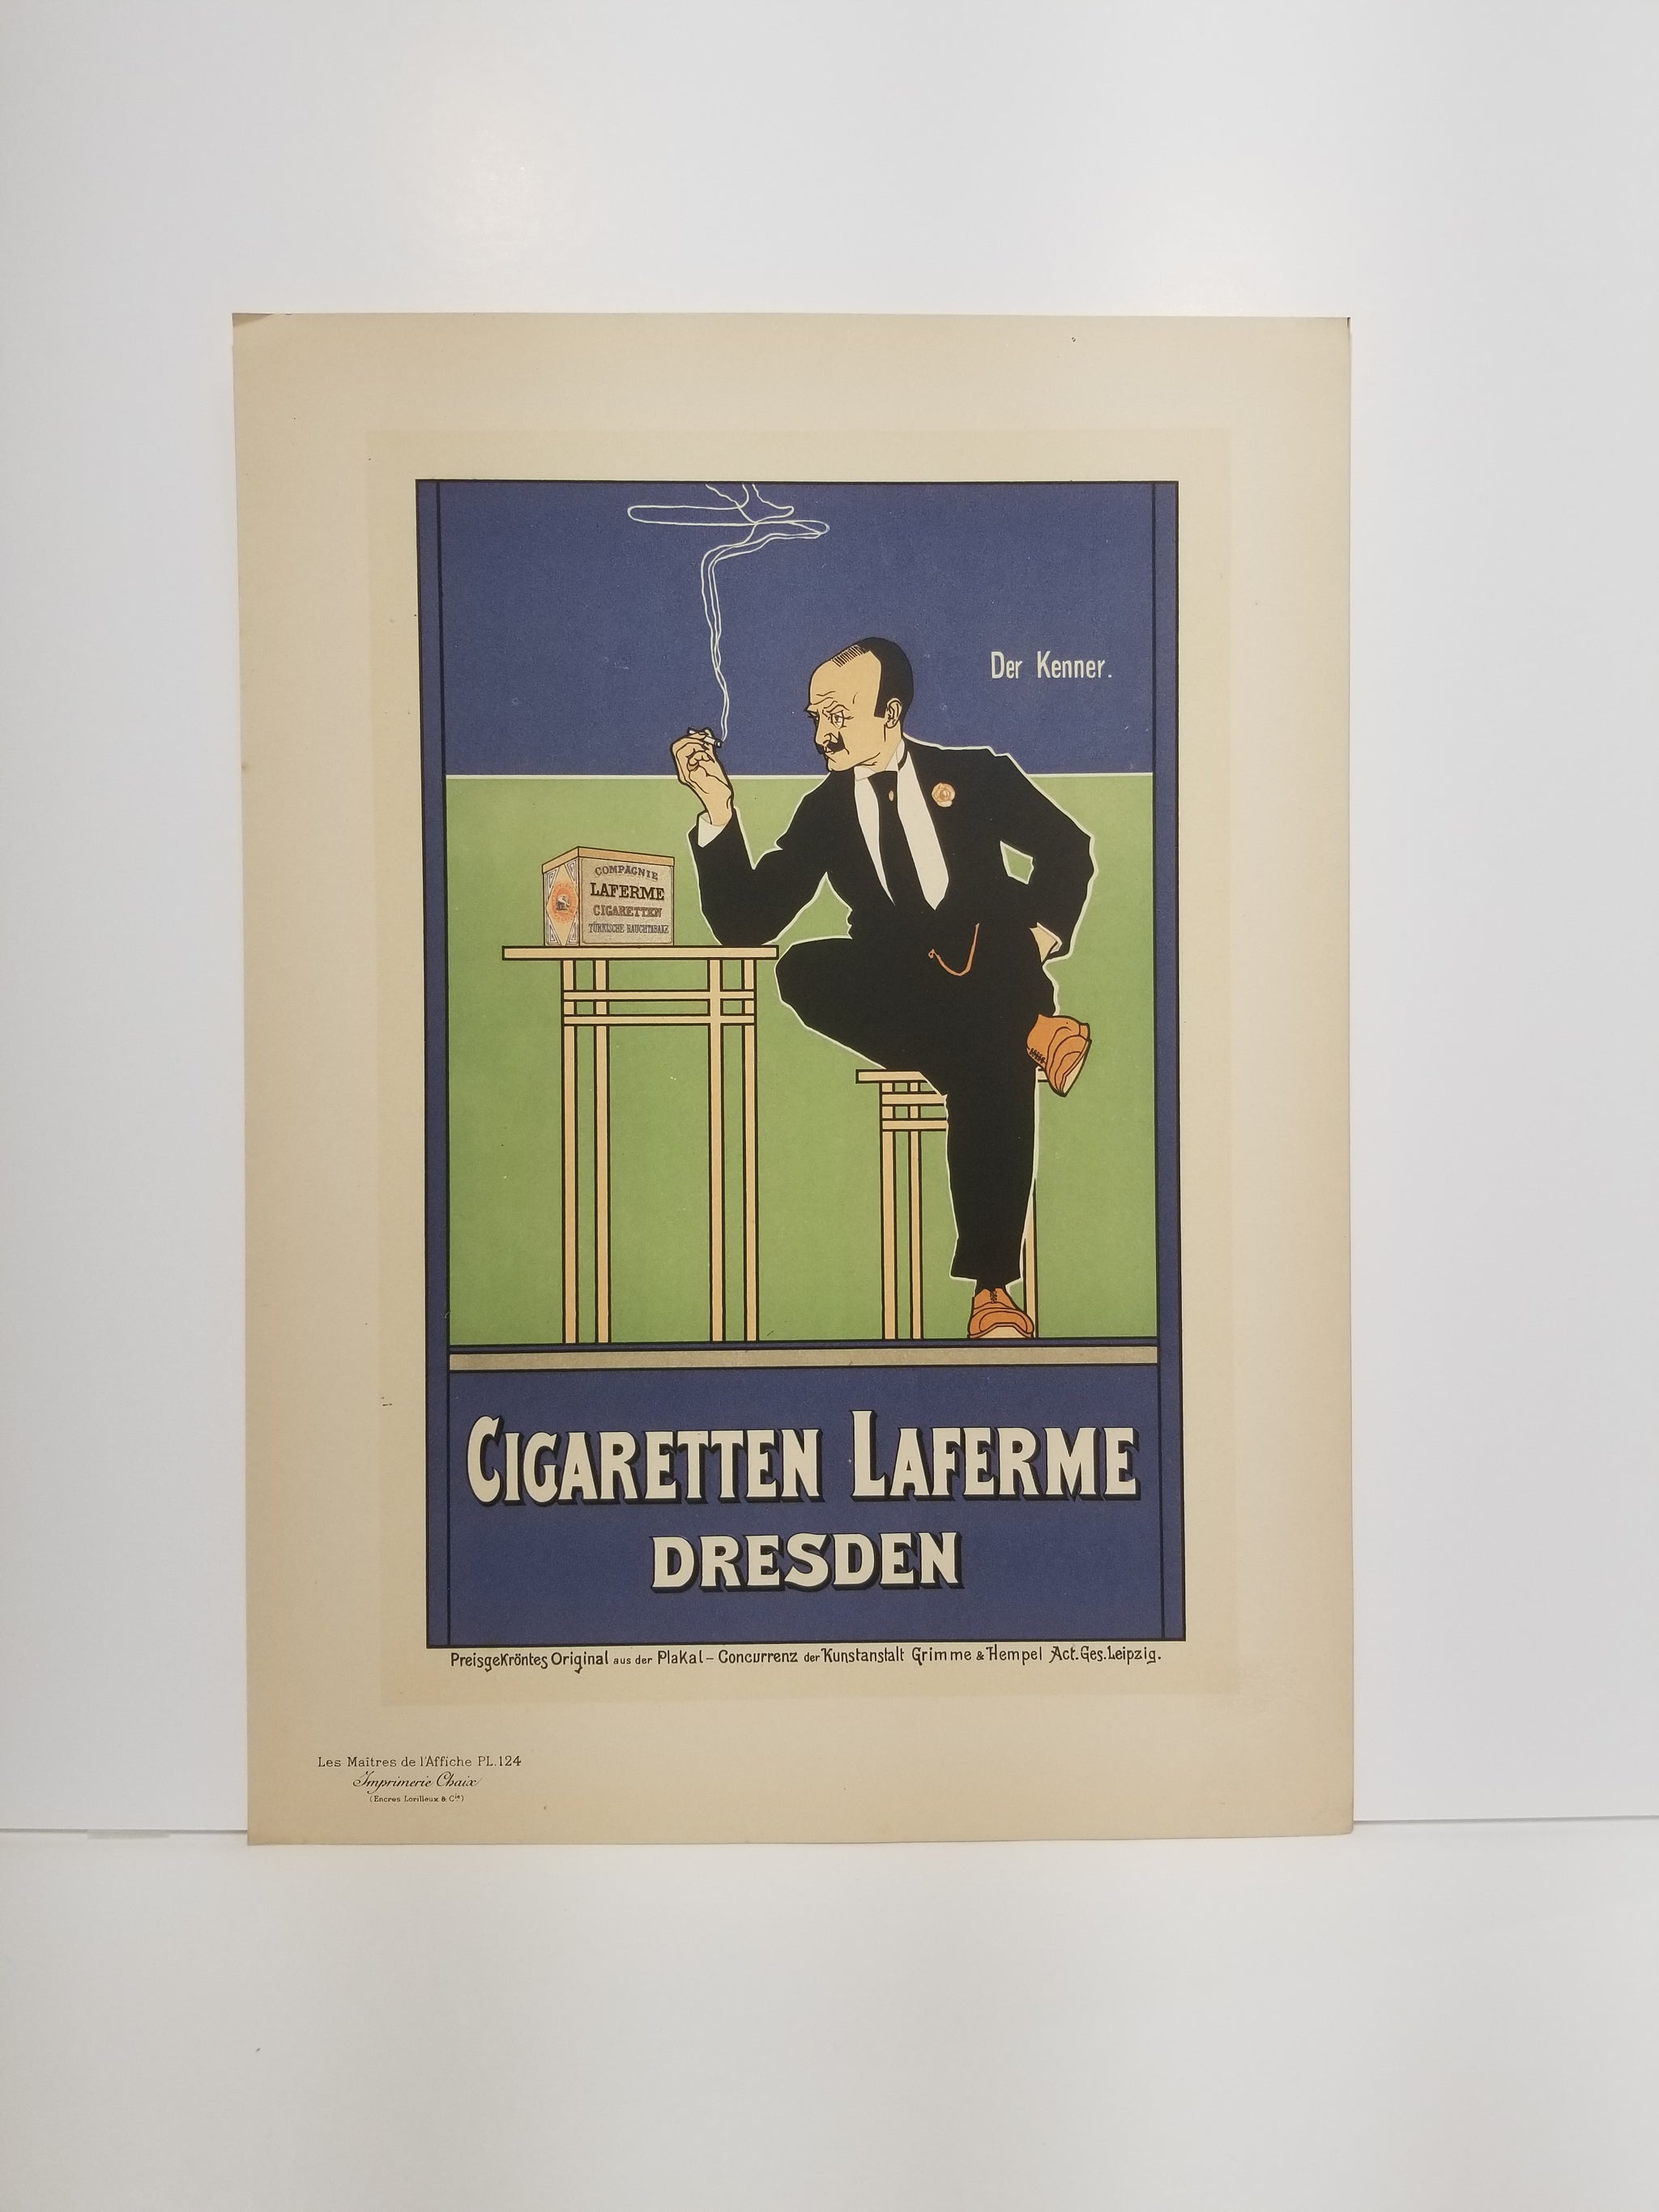 Der Kenner.
COMPAGNIE
LAFERME
CIGARETTEN
TÜRKISCHE RAUCHTABAKE
CIGARETTEN LAFERME
DRESDEN
Preisgekröntes Original aus der Plakal-Concurrenz der Kunstanstalt Grimme & Hempel Act. Ges. Leipzig.
Les Maîtres de l'Affiche PL. 124
Imprimerie Chaix
(Encres Lorilleux & Cie)